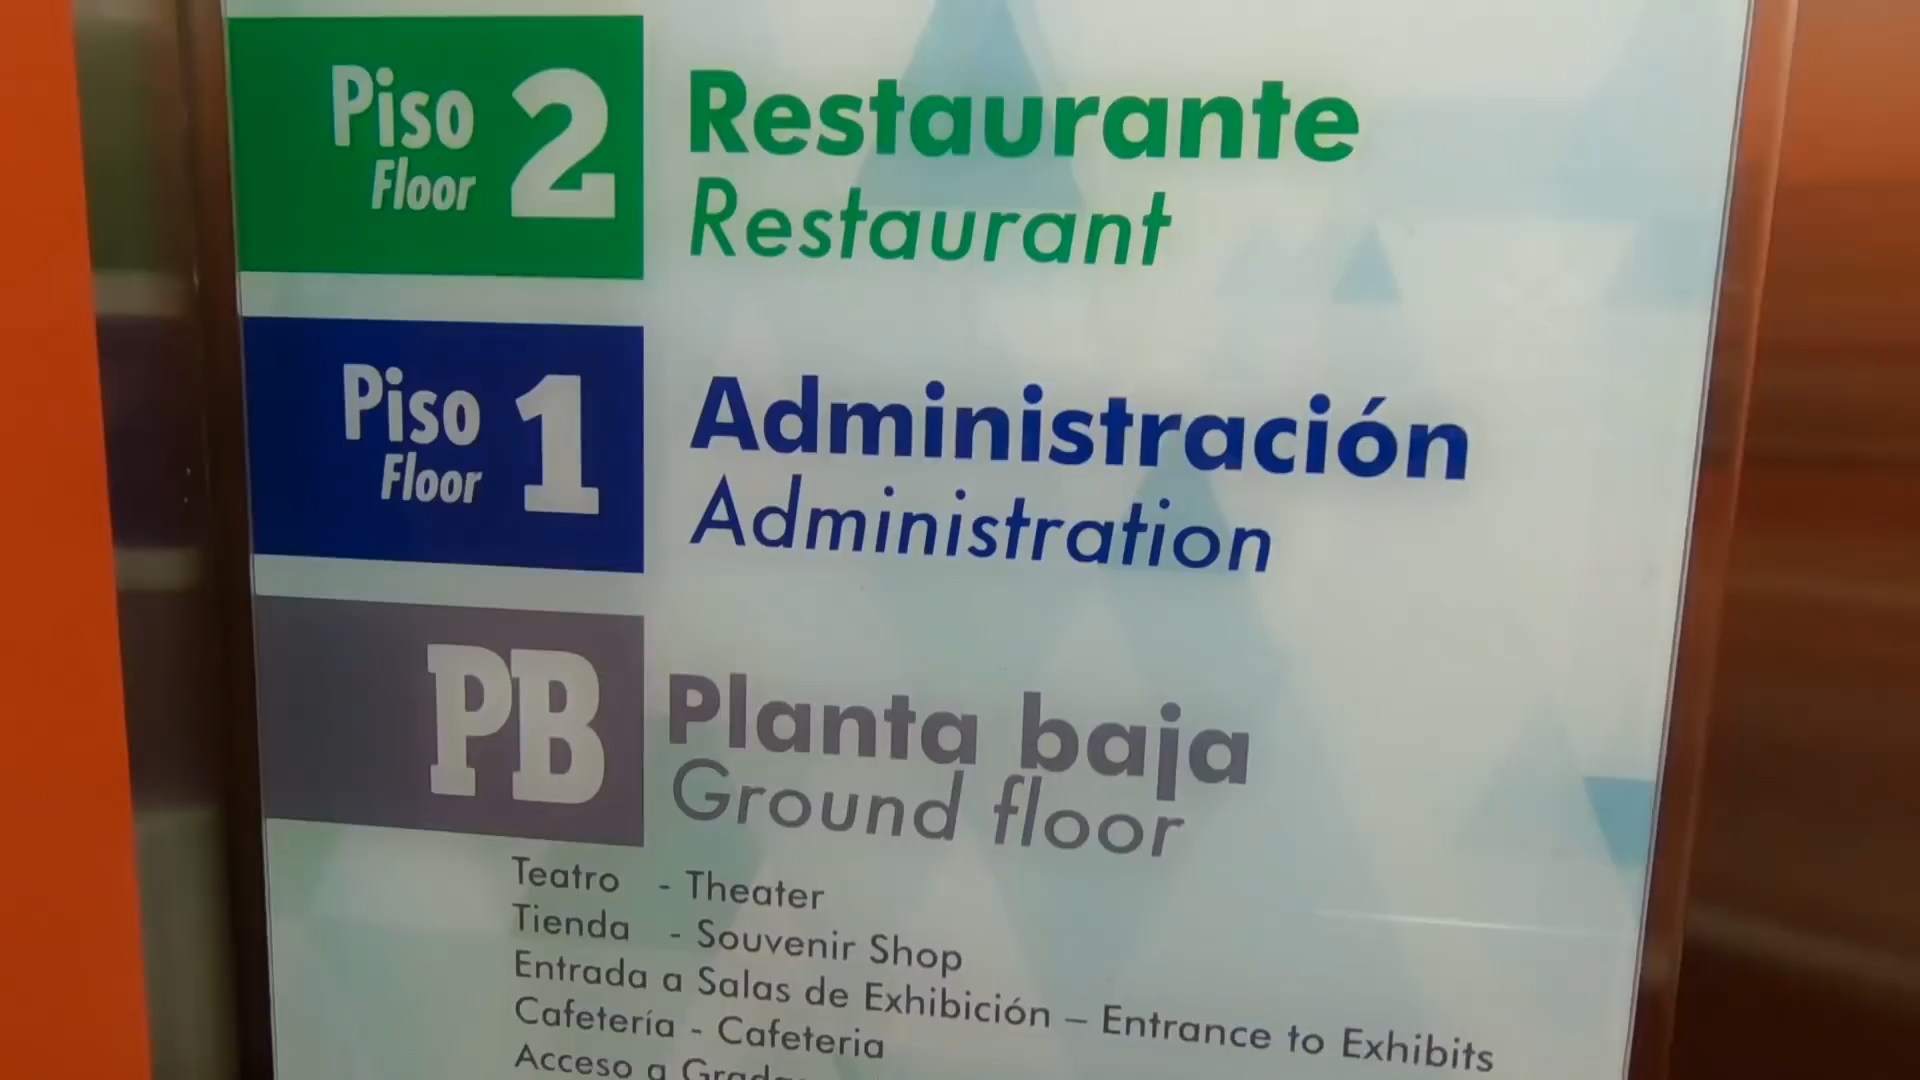 Piso 2 Restaurante
Floor Restaurant
Piso 1 Administración
Floor Administration
PB Planta baja
Ground floor
Teatro - Theater
Tienda - Souvenir Shop
Entrada a Salas de Exhibición – Entrance to Exhibits
Cafetería - Cafeteria
Acceso a